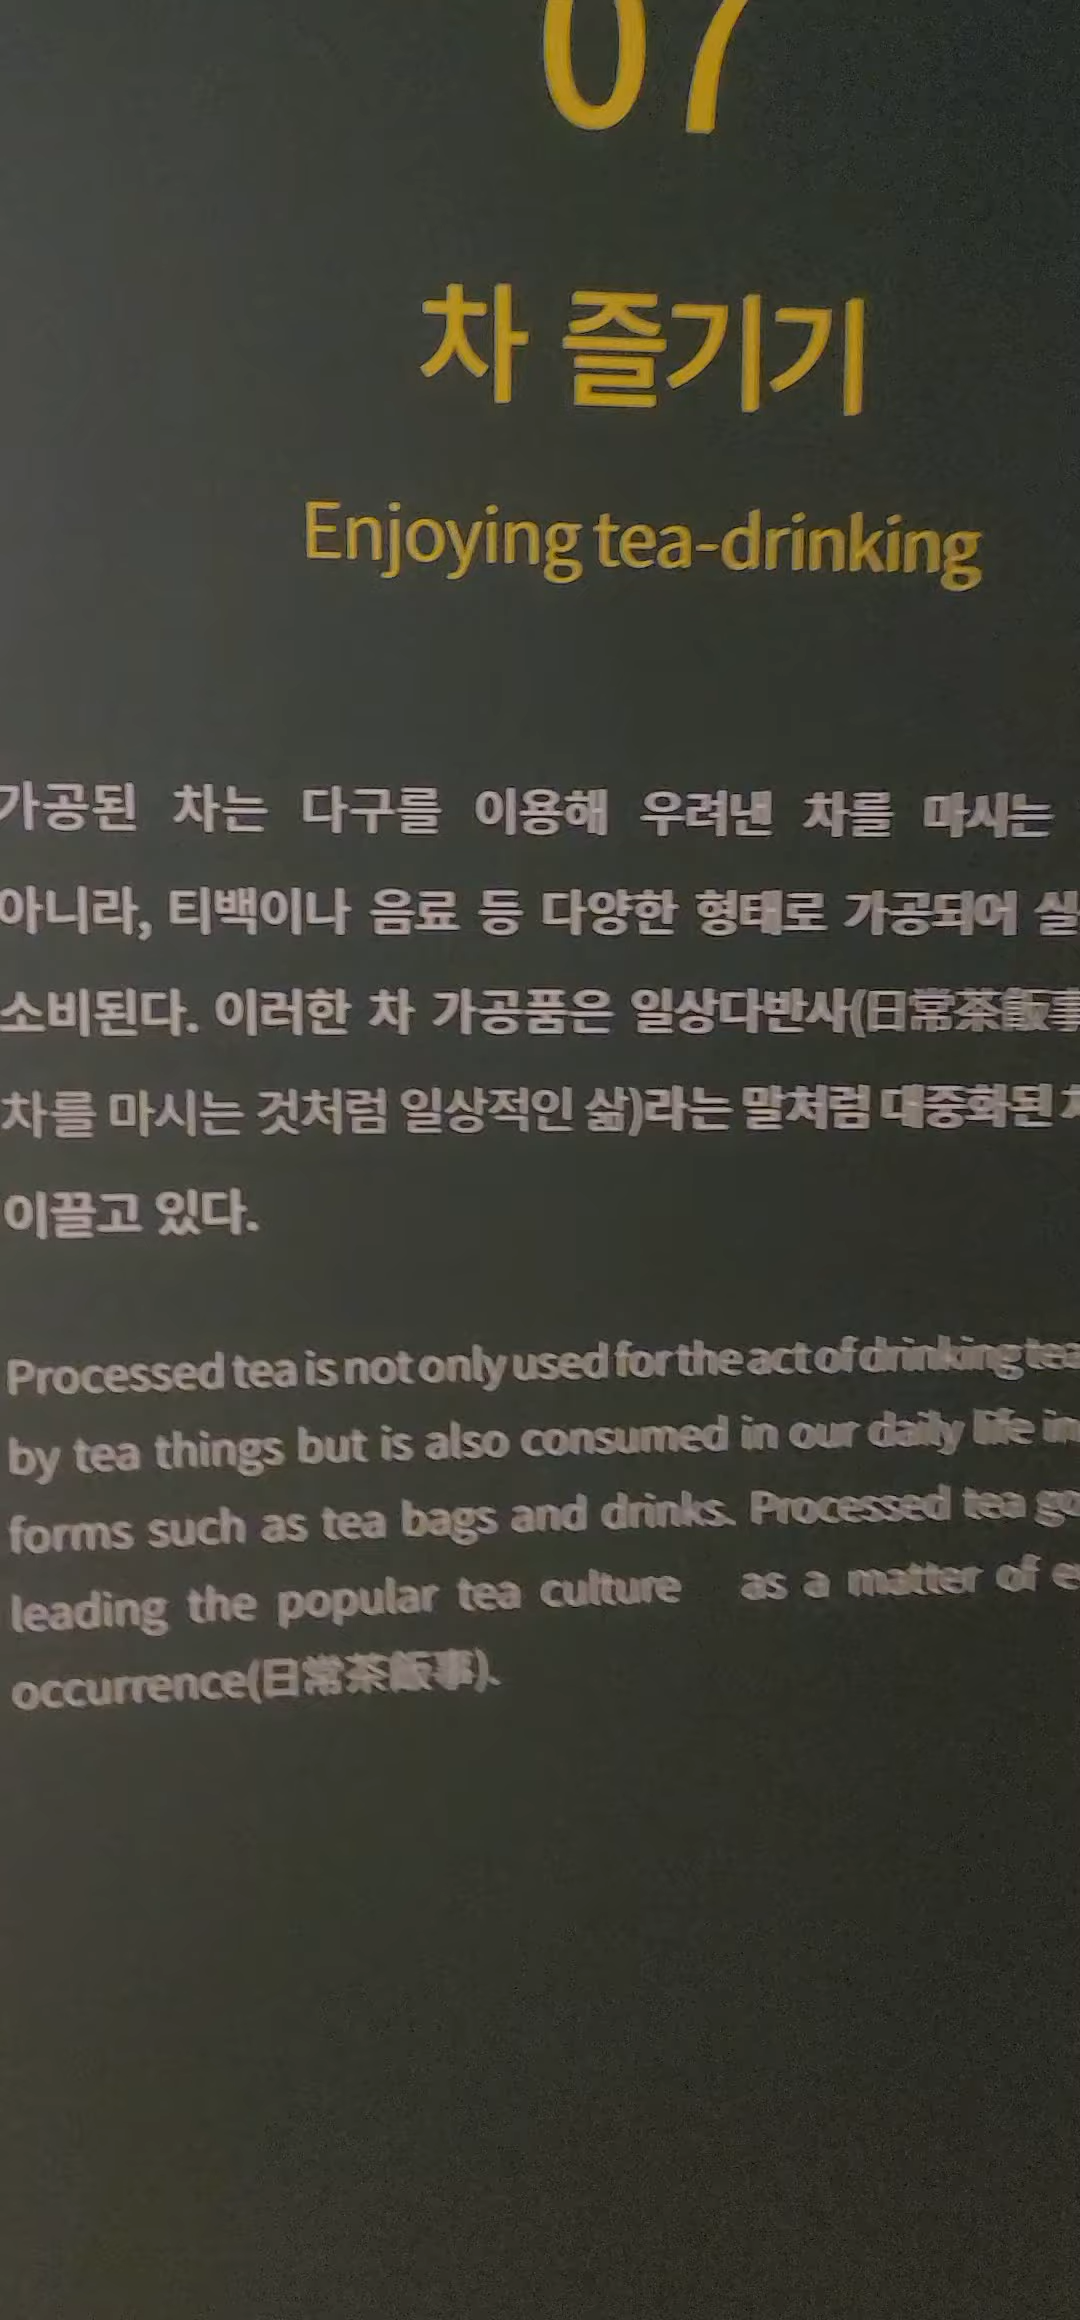 07
차 즐기기
Enjoying tea-drinking
가공된 차는 다구를 이용해 우려낸 차를 마시는
아니라, 티백이나 음료 등 다양한 형태로 가공되어
소비된다. 이러한 차 가공품은 일상다반사(日常茶飯事
차를 마시는 것처럼 일상적인 삶)라는 말처럼 대중화된
이끌고 있다.
Processed tea is not only used for the act of drinking tea
by tea things but is also consumed in our daily life in
forms such as tea bags and drinks. Processed tea
leading the popular tea culture as a matter of
occurrence(日常茶飯事).